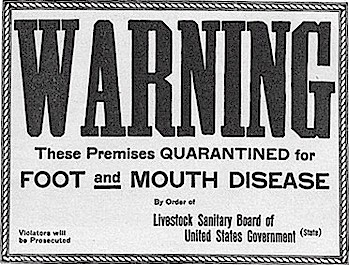 WARNING
These Premises QUARANTINED for
FOOT and MOUTH DISEASE
By Order of
Livestock Sanitary Board of
United States Government (State)
Violators will
be Prosecuted